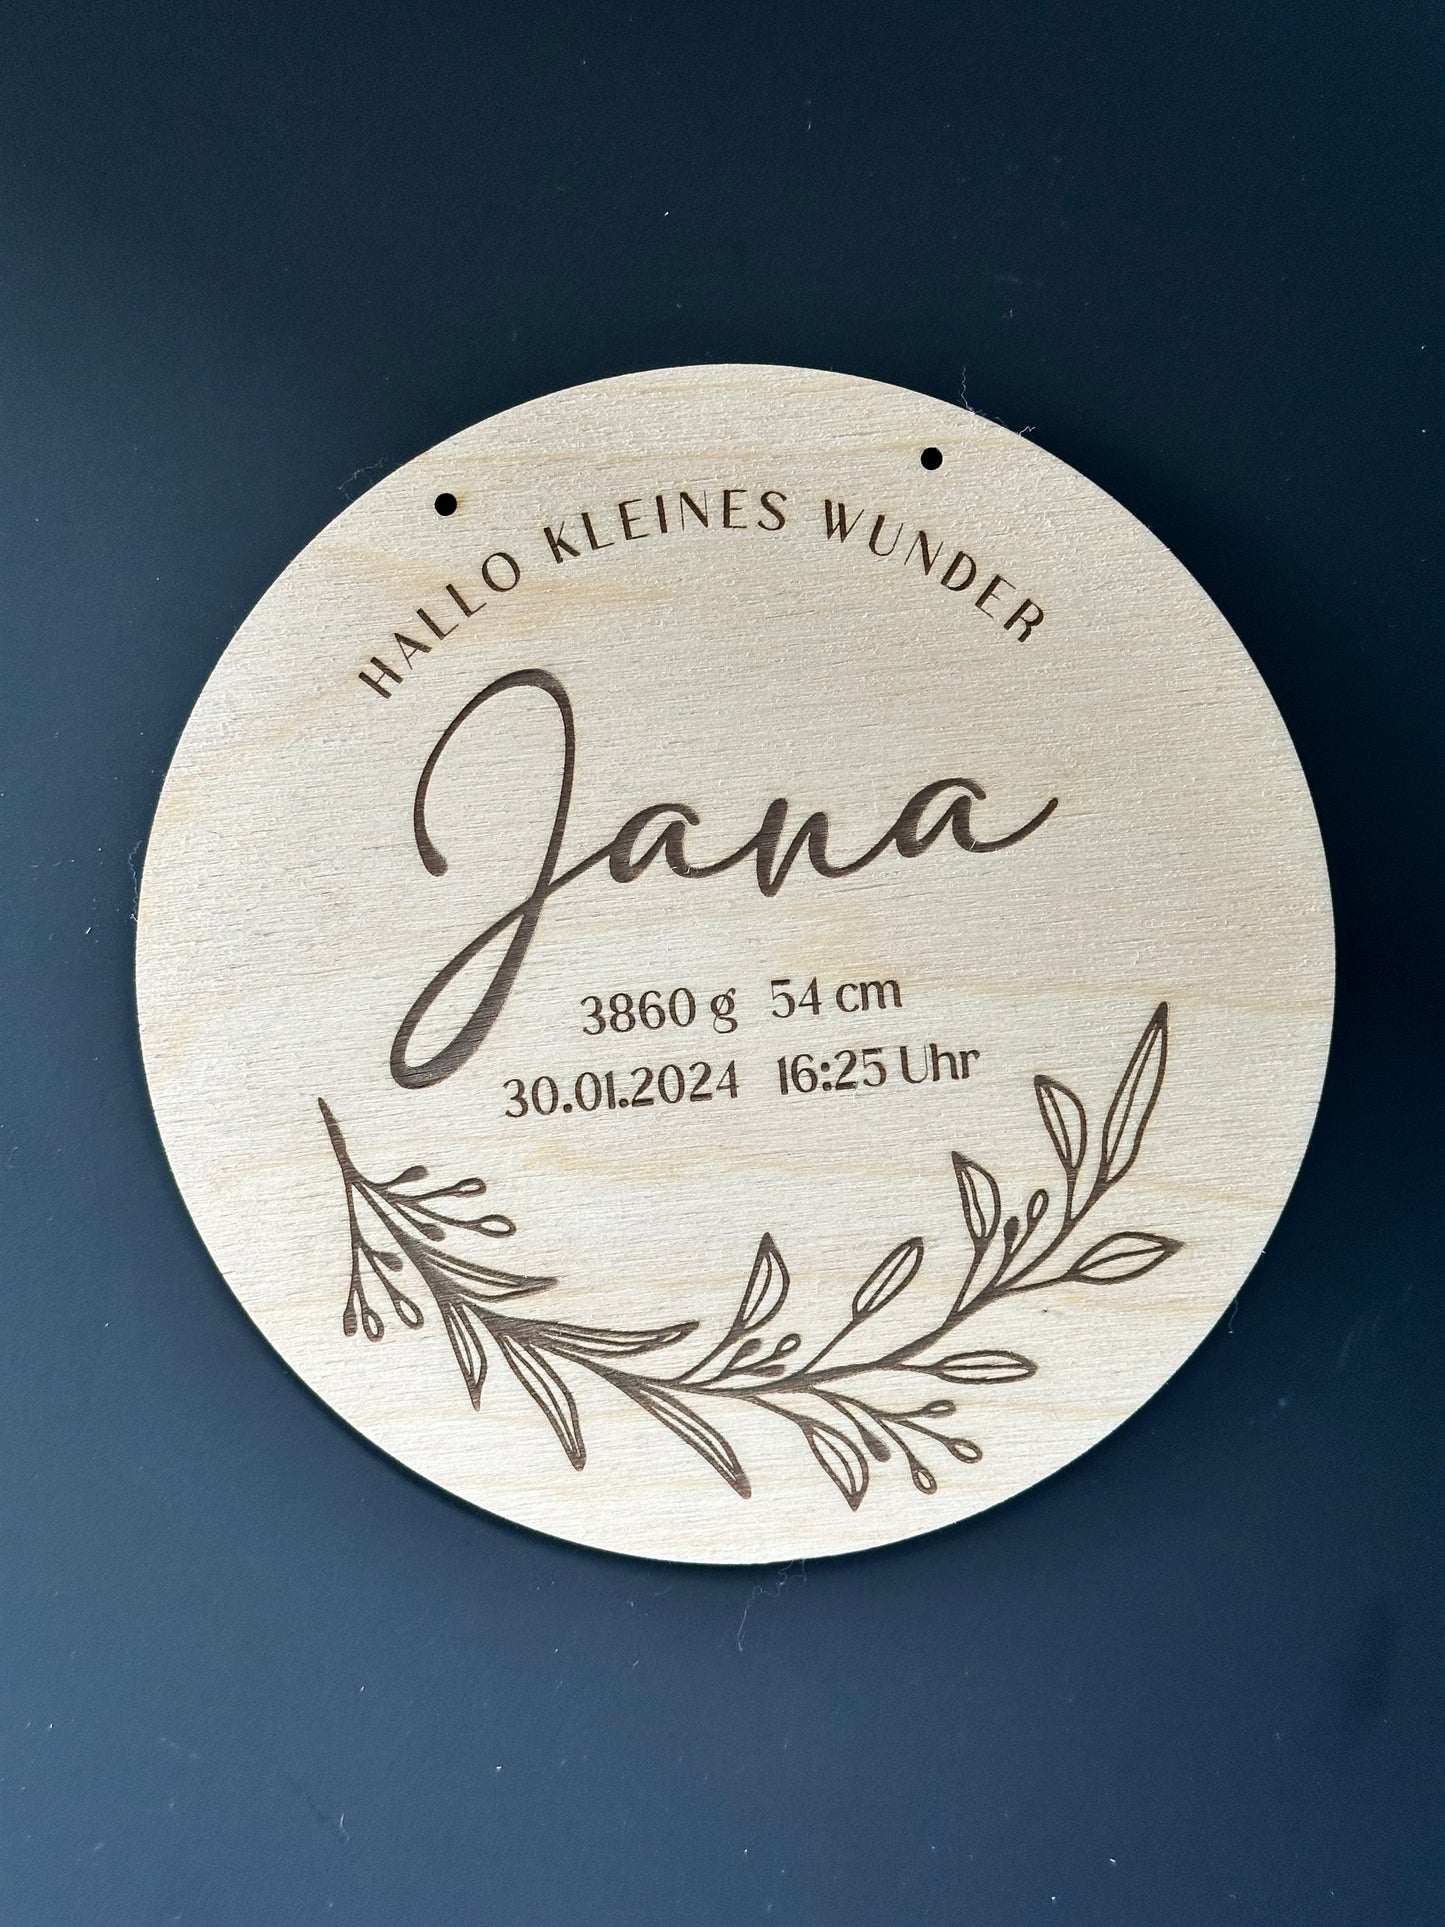 HALLO KLEINES WUNDER
Jana
3860 g 54 cm
30.01.2024 16:25 Uhr